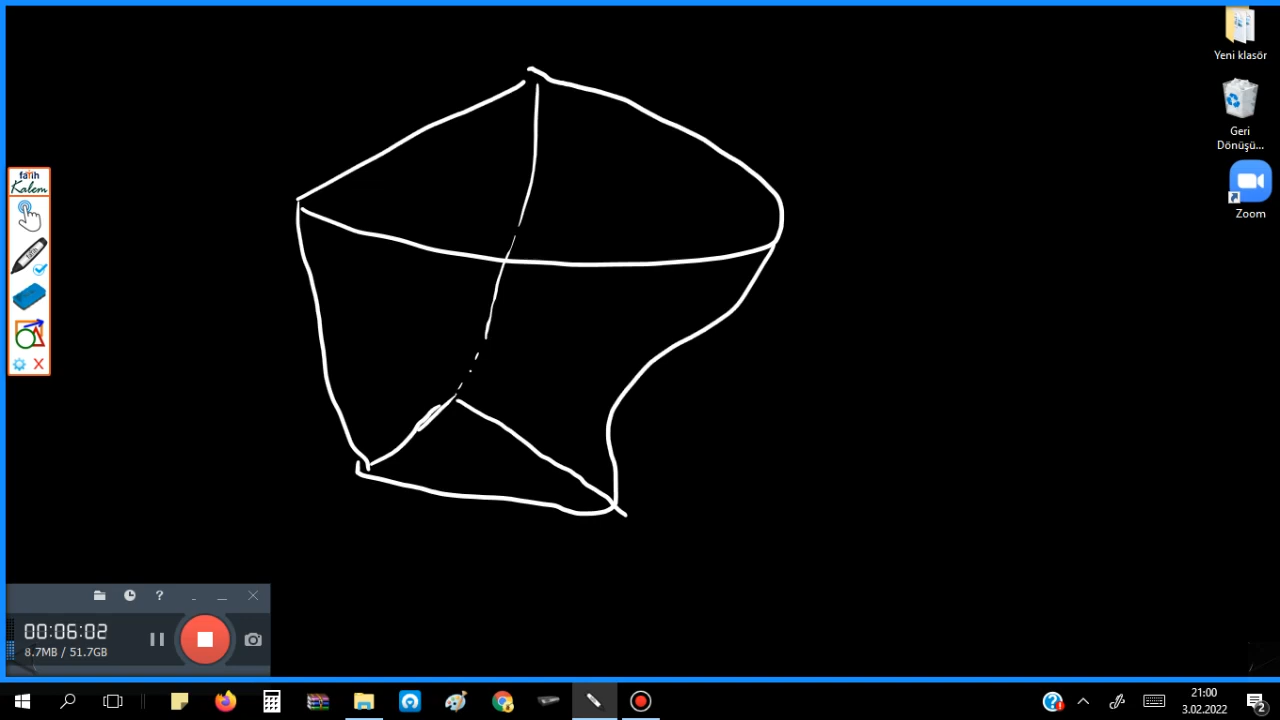 Yeni klasör
Geri
Dönüşü...
Zoom
fatih
Kalem
00:06:02
8.7MB / 51.7GB
21:00
3.02.2022
2